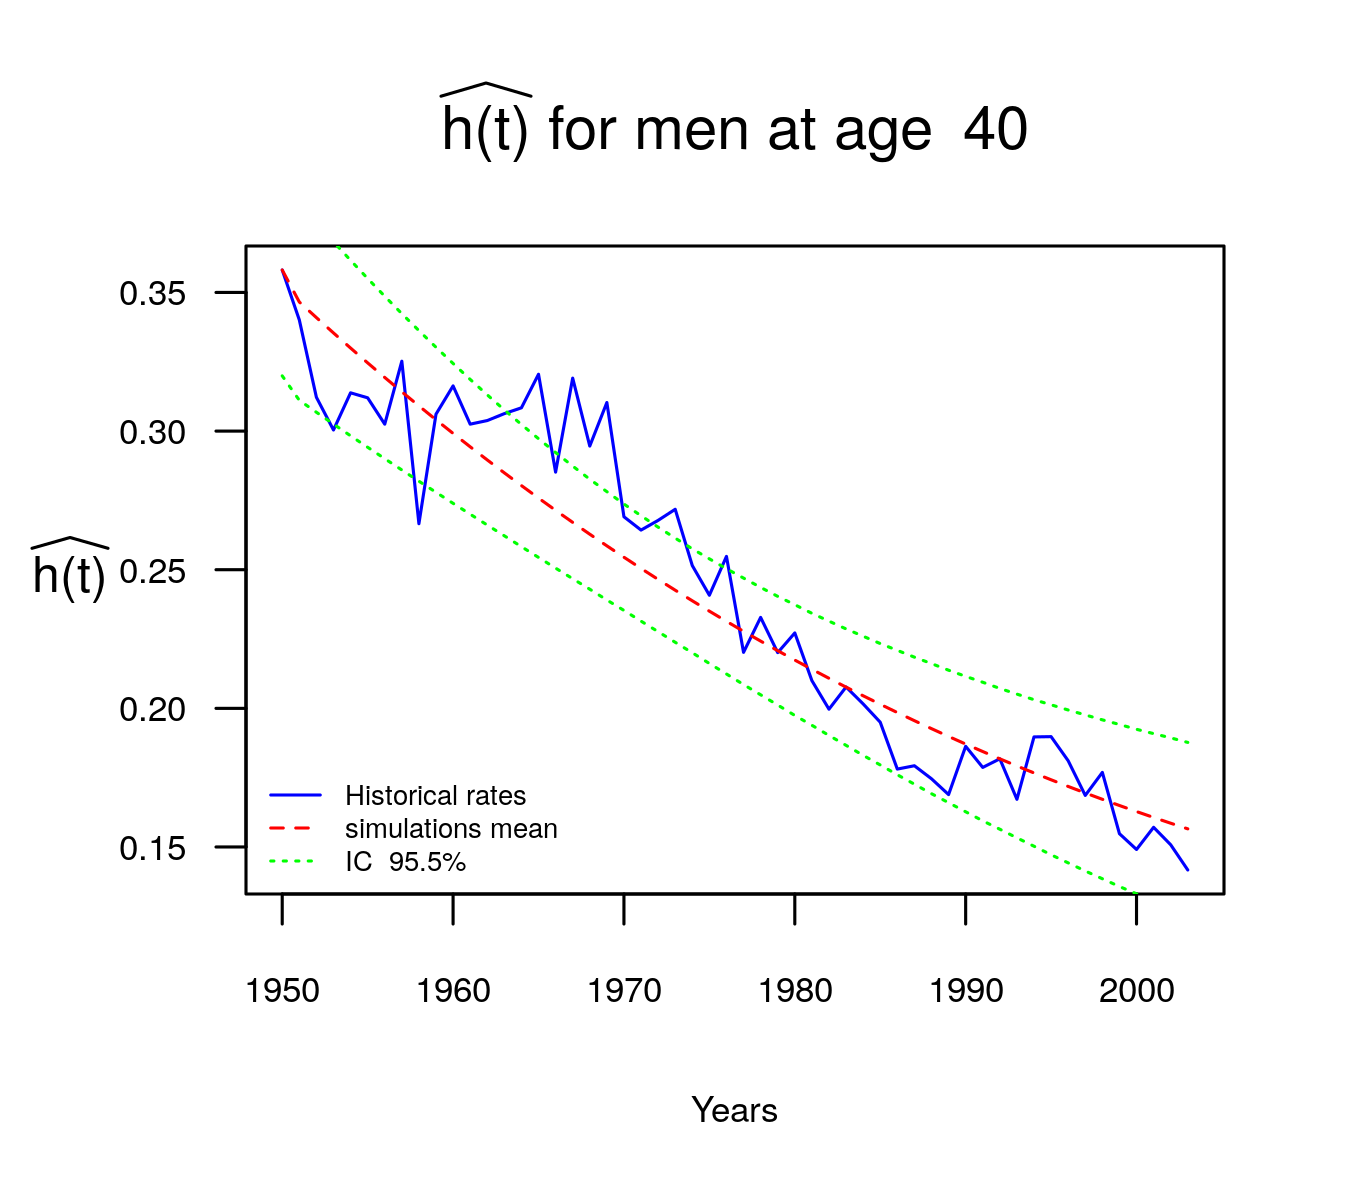 h(t) for men at age 40
0.35
0.30
0.25
0.20
0.15
h(t)
Historical rates
simulations mean
IC 95.5%
1950 1960 1970 1980 1990 2000
Years